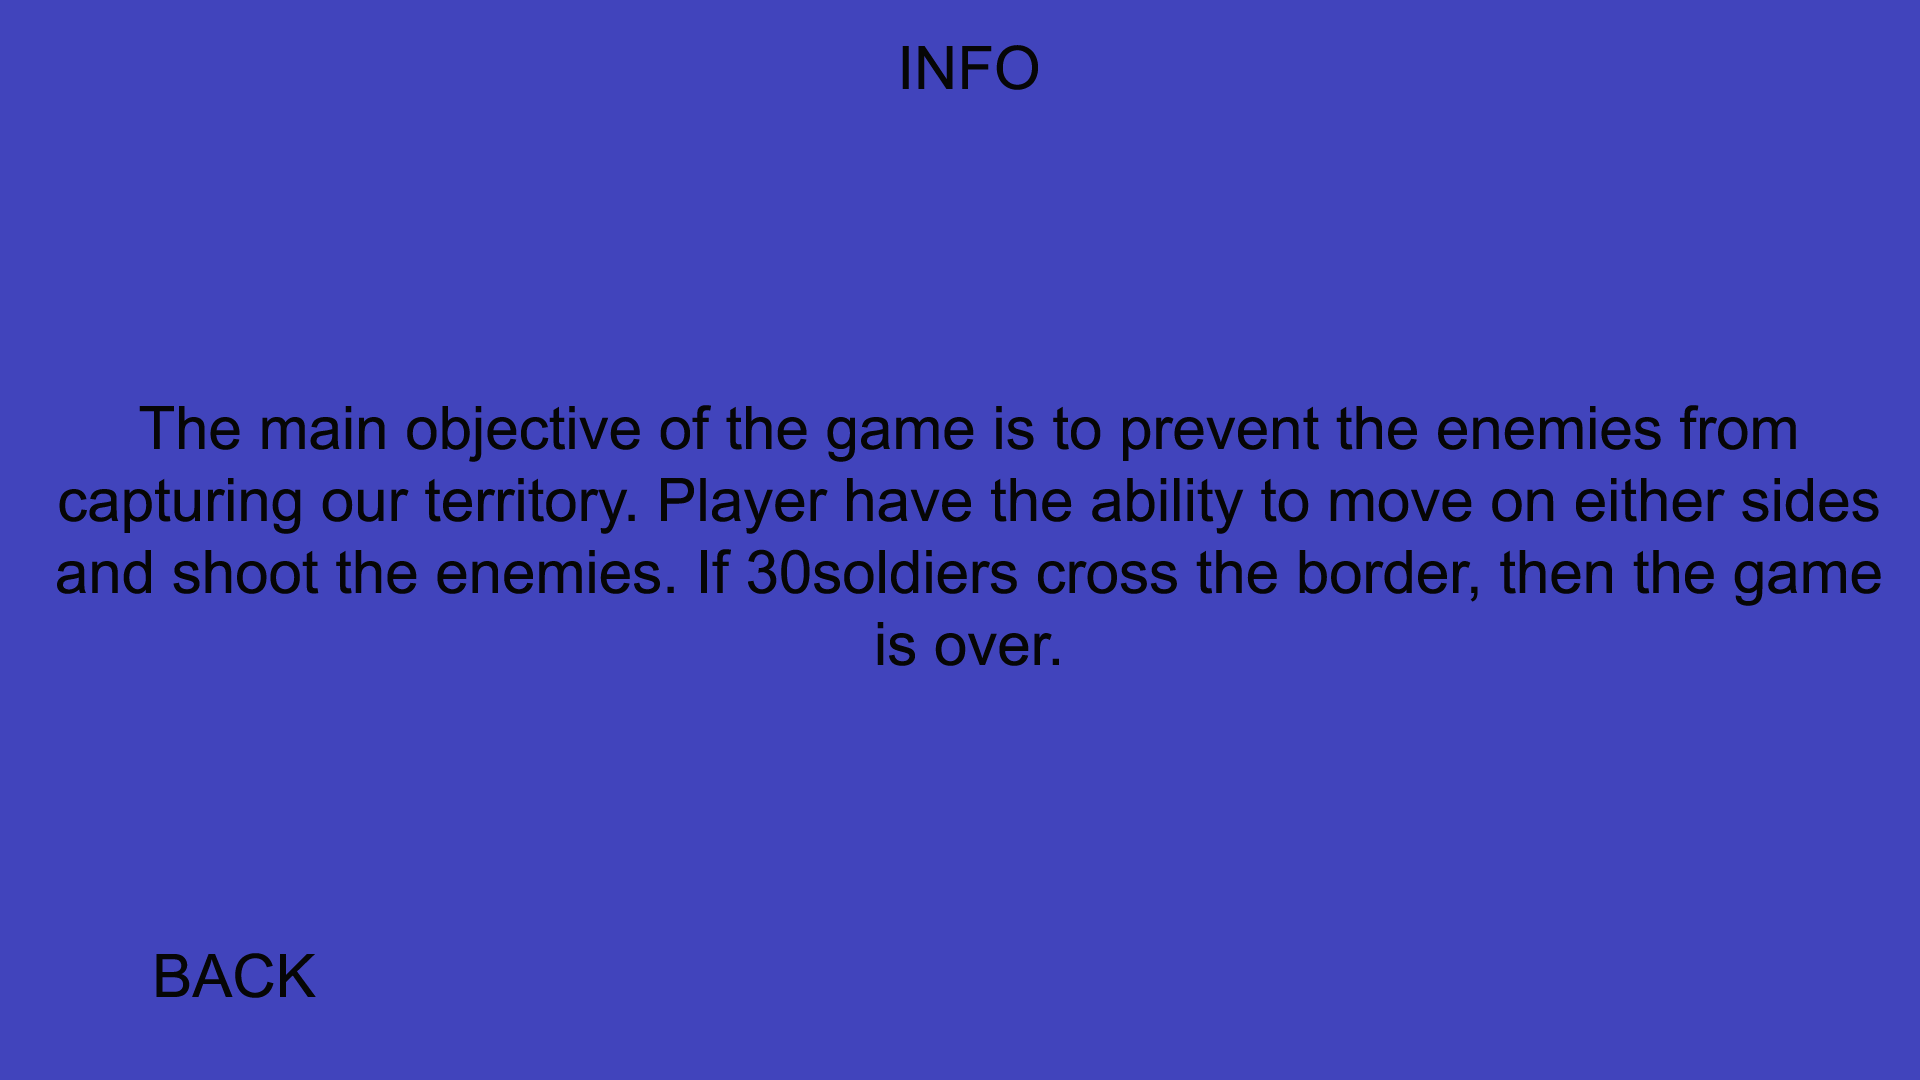 INFO
The main objective of the game is to prevent the enemies from
capturing our territory. Player have the ability to move on either sides
and shoot the enemies. If 30soldiers cross the border, then the game
is over.
BACK